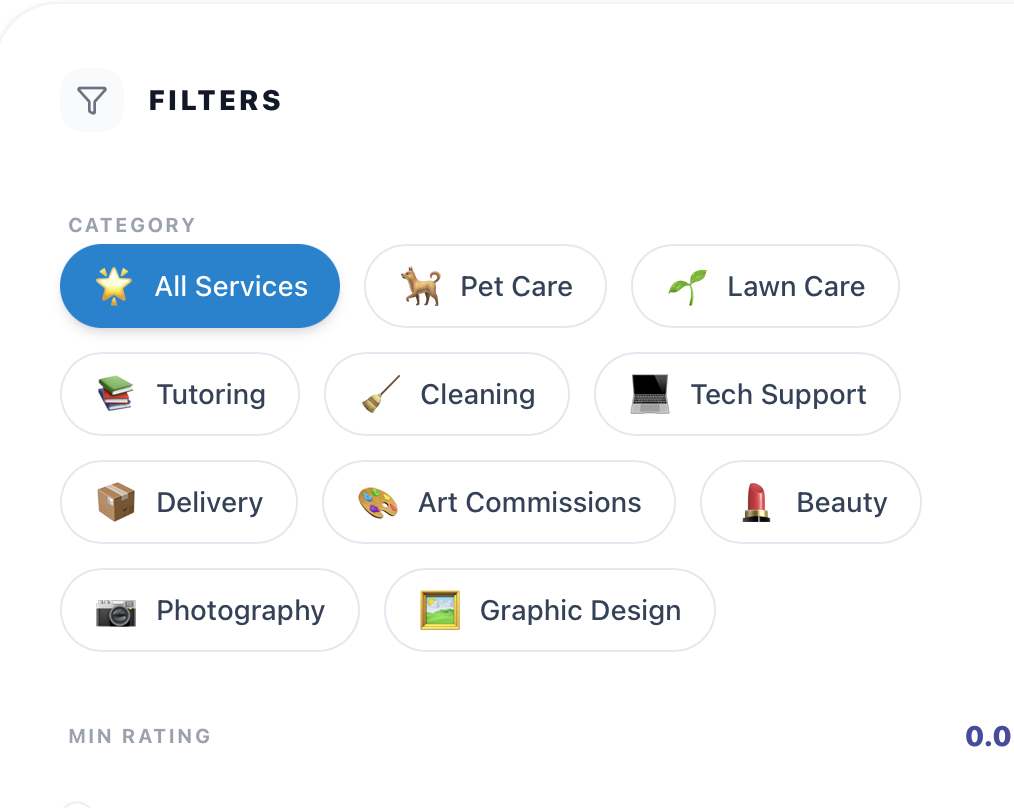 FILTERS
CATEGORY
All Services
Pet Care
Lawn Care
Tutoring
Cleaning
Tech Support
Delivery
Art Commissions
Beauty
Photography
Graphic Design
MIN RATING
0.0